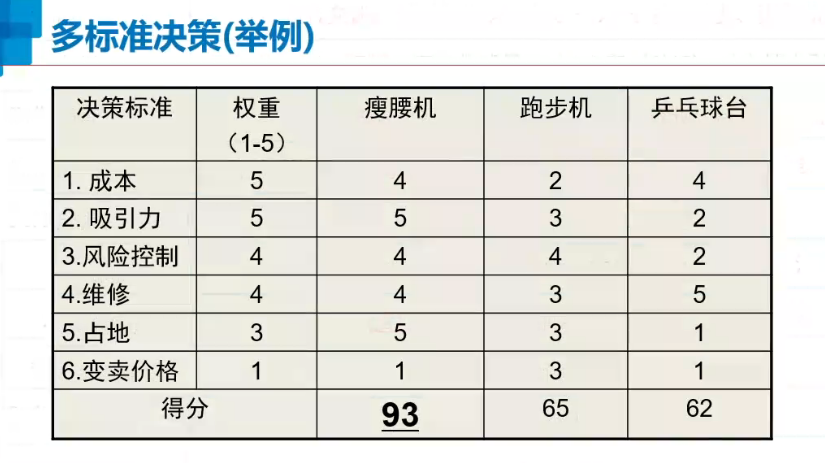 多标准决策(举例)
决策标准 权重（1-5） 瘦腰机 跑步机 乒乓球台
1. 成本 5 4 2 4
2. 吸引力 5 5 3 2
3.风险控制 4 4 4 2
4.维修 4 4 3 5
5.占地 3 5 3 1
6.变卖价格 1 1 3 1
得分 93 65 62